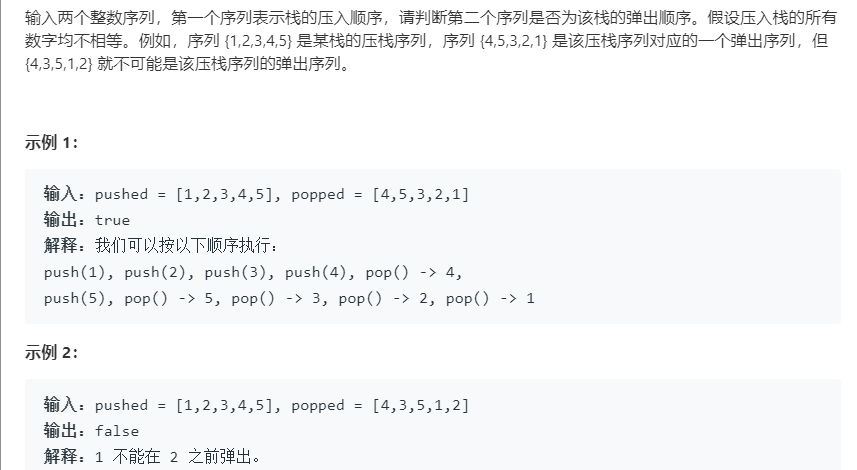 输入两个整数序列，第一个序列表示栈的压入顺序，请判断第二个序列是否为该栈的弹出顺序。假设压入栈的所有
数字均不相等。例如，序列 {1,2,3,4,5} 是某栈的压栈序列，序列 {4,5,3,2,1} 是该压栈序列对应的一个弹出序列，但
{4,3,5,1,2} 就不可能是该压栈序列的弹出序列。
示例 1：
输入：pushed = [1,2,3,4,5], popped = [4,5,3,2,1]
输出：true
解释：我们可以按以下顺序执行：
push(1), push(2), push(3), push(4), pop() -> 4,
push(5), pop() -> 5, pop() -> 3, pop() -> 2, pop() -> 1
示例 2：
输入：pushed = [1,2,3,4,5], popped = [4,3,5,1,2]
输出：false
解释：1 不能在 2 之前弹出。